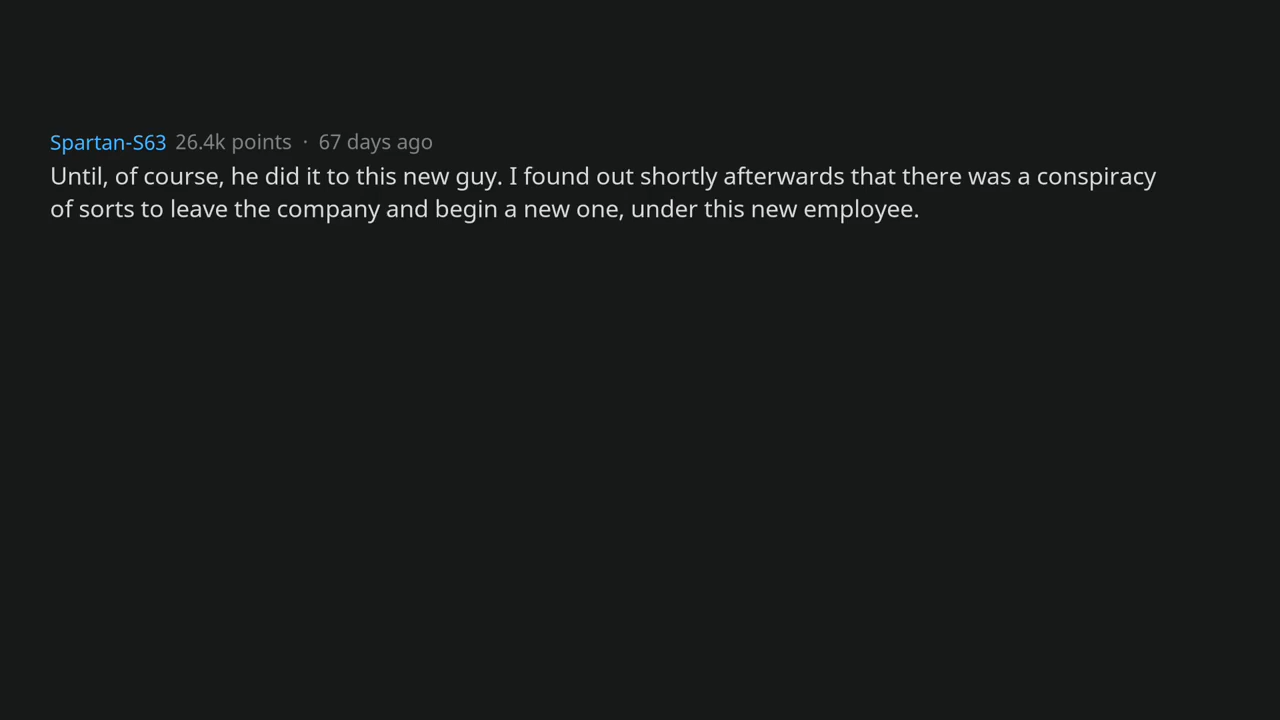 Spartan-S63 26.4k points · 67 days ago
Until, of course, he did it to this new guy. I found out shortly afterwards that there was a conspiracy
of sorts to leave the company and begin a new one, under this new employee.